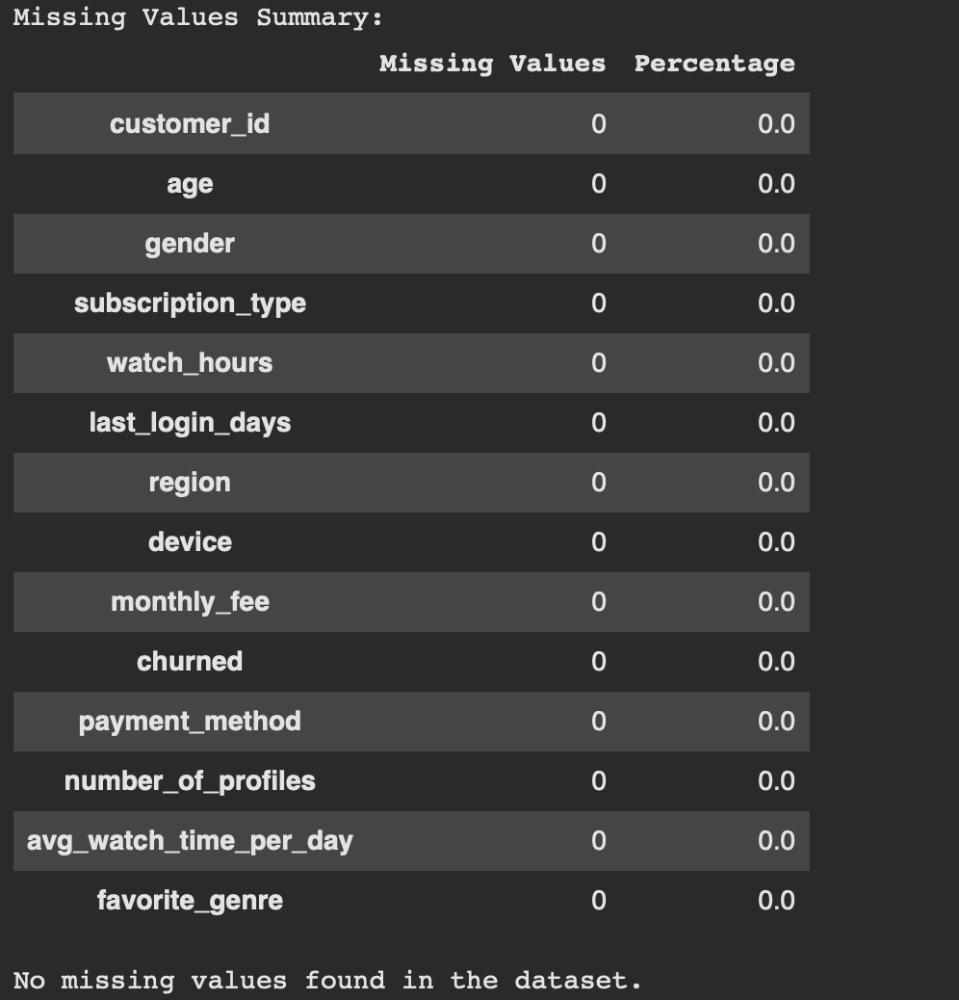 Missing Values Summary:
Missing Values Percentage
customer_id 0 0.0
age 0 0.0
gender 0 0.0
subscription_type 0 0.0
watch_hours 0 0.0
last_login_days 0 0.0
region 0 0.0
device 0 0.0
monthly_fee 0 0.0
churned 0 0.0
payment_method 0 0.0
number_of_profiles 0 0.0
avg_watch_time_per_day 0 0.0
favorite_genre 0 0.0
No missing values found in the dataset.